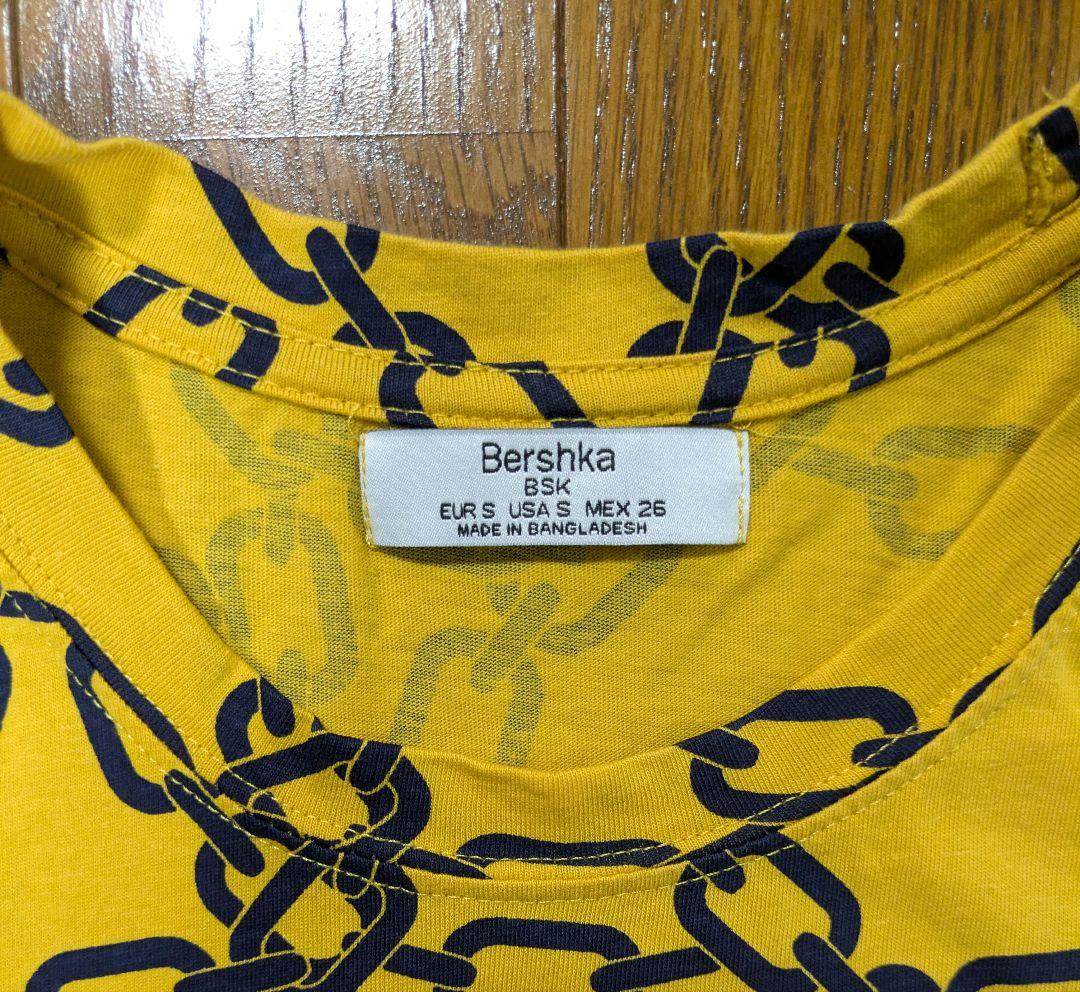 Bershka
BSK
EUR S USA S MEX 26
MADE IN BANGLADESH